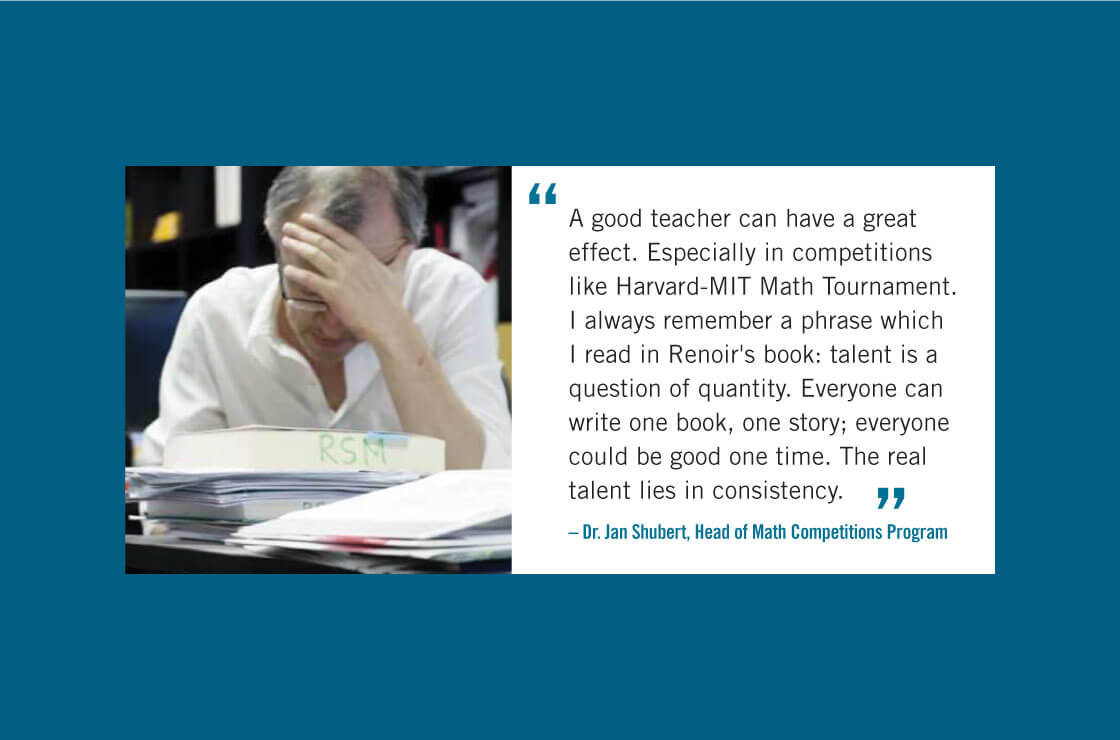 “
A good teacher can have a great
effect. Especially in competitions
like Harvard-MIT Math Tournament.
I always remember a phrase which
I read in Renoir's book: talent is a
question of quantity. Everyone can
write one book, one story; everyone
could be good one time. The real
talent lies in consistency. ”
– Dr. Jan Shubert, Head of Math Competitions Program
RSM